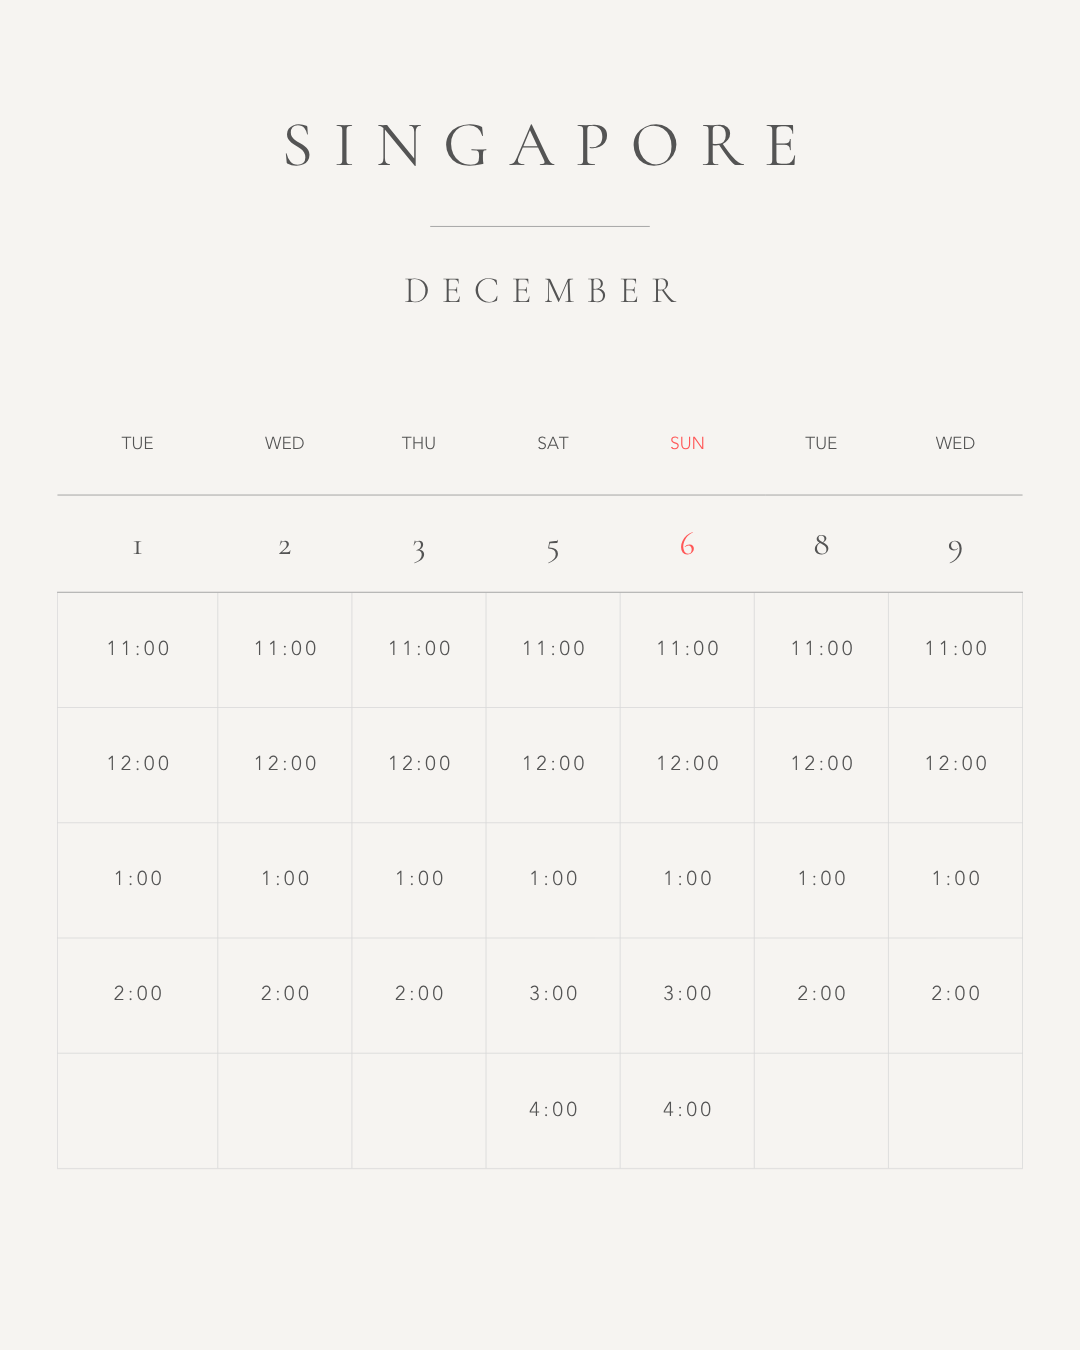 SINGAPORE
DECEMBER
TUE WED THU SAT SUN TUE WED
1 2 3 5 6 8 9
11:00 11:00 11:00 11:00 11:00 11:00 11:00
12:00 12:00 12:00 12:00 12:00 12:00 12:00
1:00 1:00 1:00 1:00 1:00 1:00 1:00
2:00 2:00 2:00 3:00 3:00 2:00 2:00
4:00 4:00